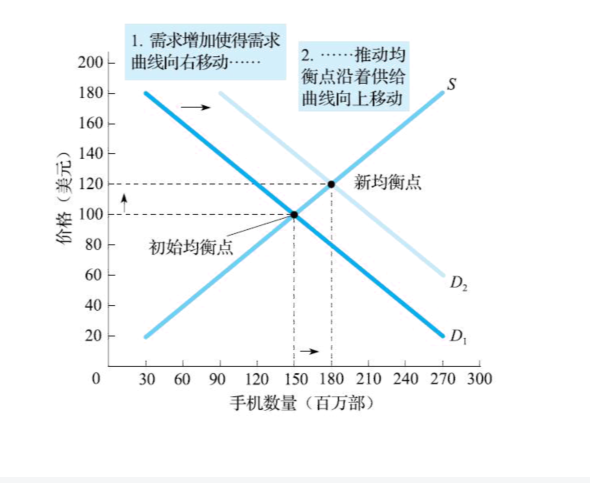 1. 需求增加使得需求
曲线向右移动……
2. ……推动均
衡点沿着供给
曲线向上移动
价格（美元）
200
180
160
140
120
100
80
60
40
20
0
S
新均衡点
初始均衡点
D₂
D₁
30 60 90 120 150 180 210 240 270 300
手机数量（百万部）